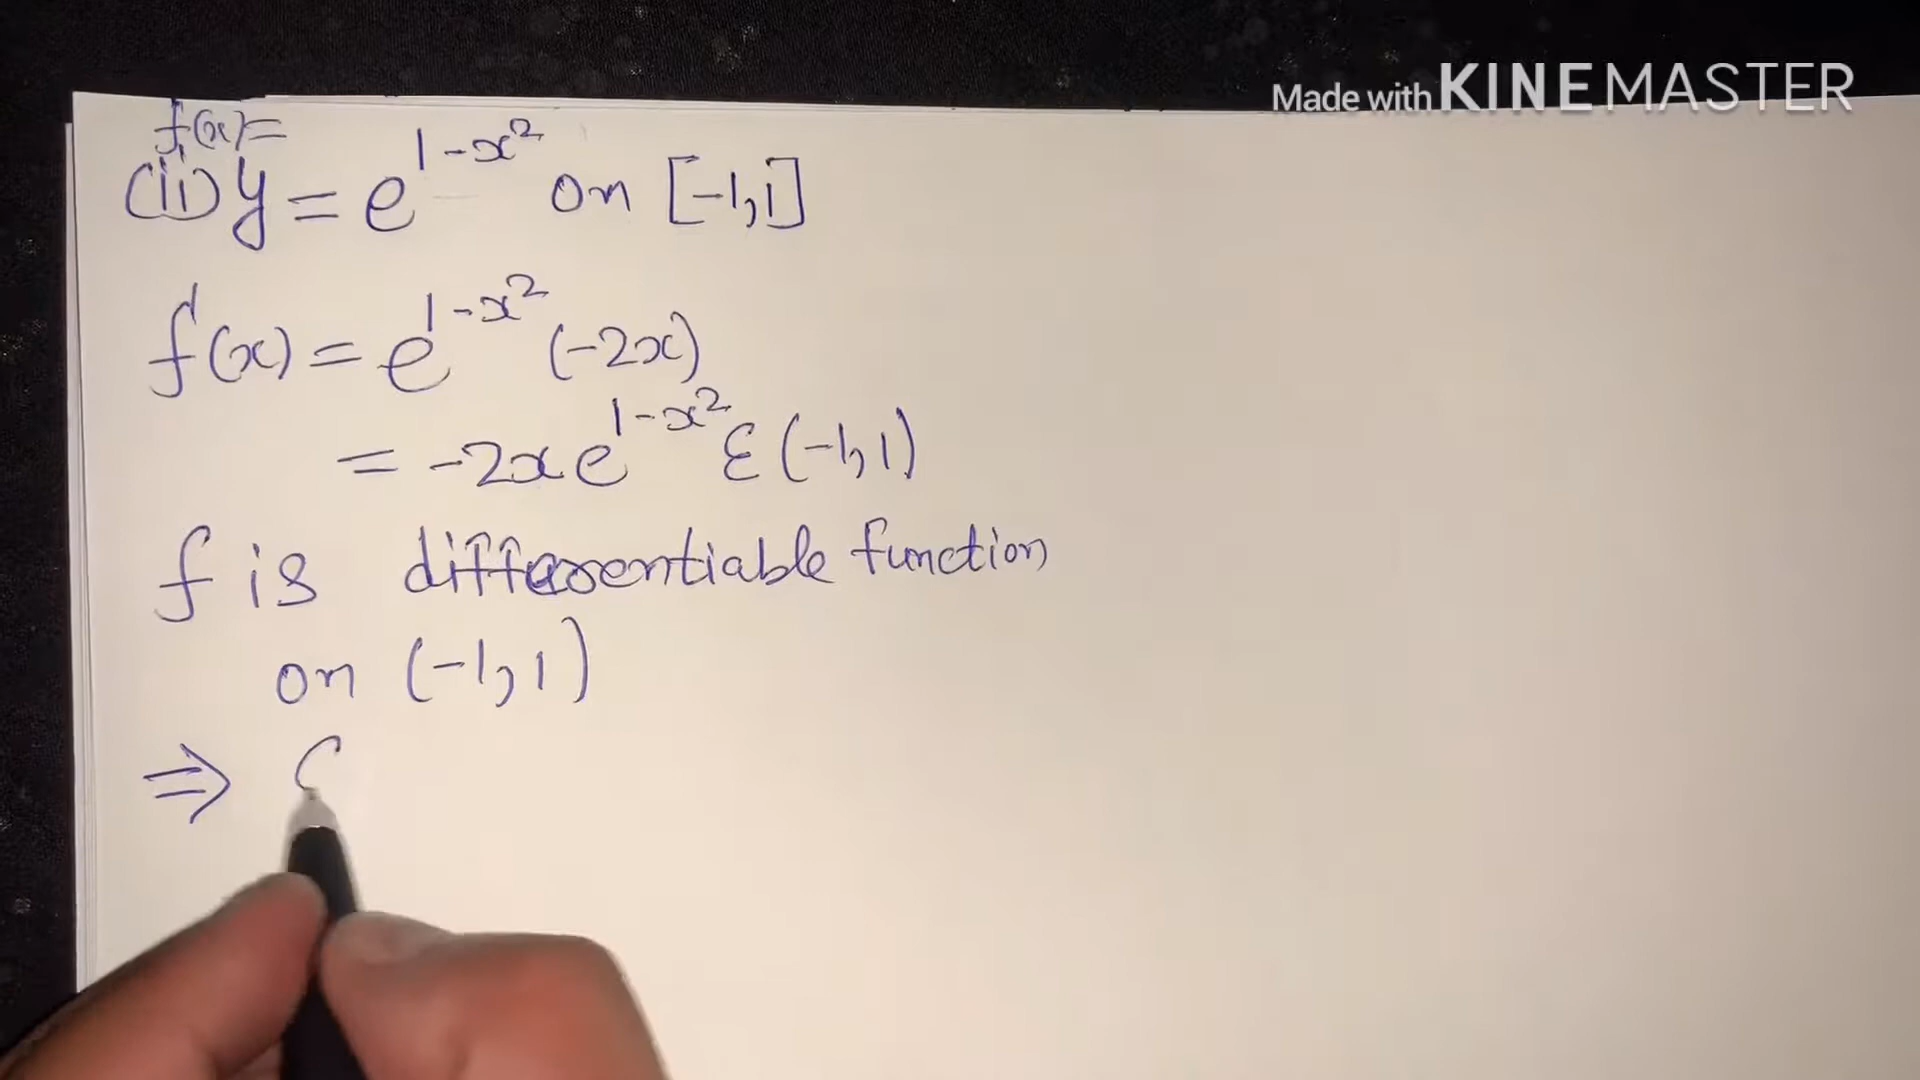 Made with KINEMASTER
f(x)=
(ii) y = e^{1-x²} on [-1,1]
f'(x) = e^{1-x²} (-2x)
= -2x e^{1-x²} ε (-1,1)
f is differentiable function
on (-1,1)
⇒